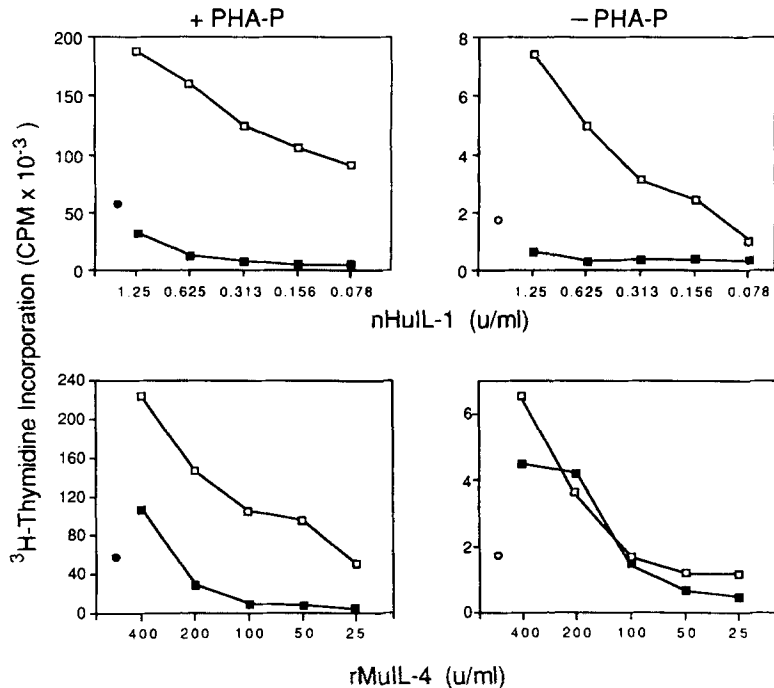 + PHA-P
– PHA-P
³H-Thymidine Incorporation (CPM x 10⁻³)
200
150
100
50
0
1.25 0.625 0.313 0.156 0.078
8
6
4
2
0
1.25 0.625 0.313 0.156 0.078
nHuIL-1 (u/ml)
240
200
160
120
80
40
0
400 200 100 50 25
6
4
2
0
400 200 100 50 25
rMuIL-4 (u/ml)